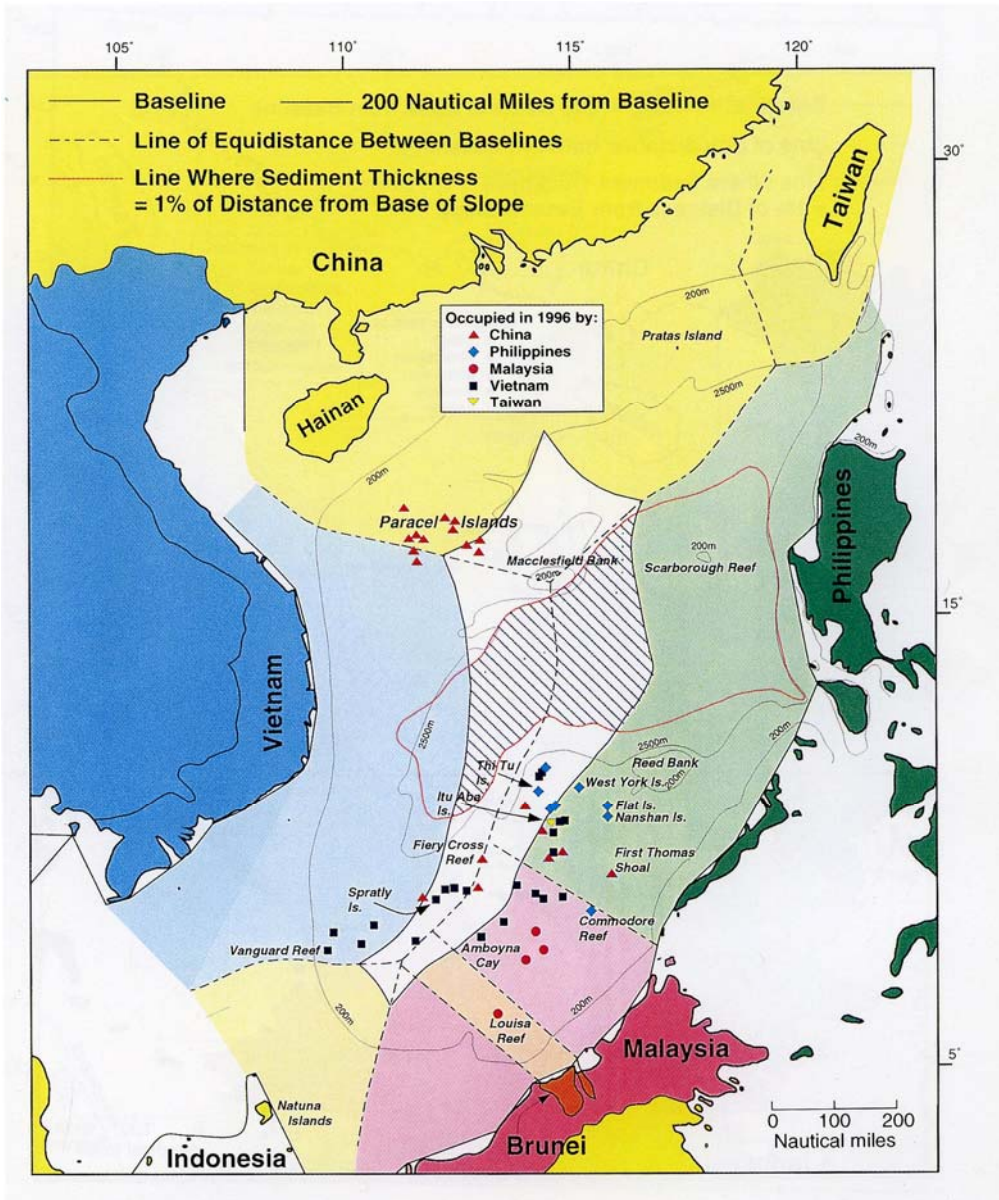 105°
110°
115°
120°
Baseline
200 Nautical Miles from Baseline
Line of Equidistance Between Baselines
Line Where Sediment Thickness
= 1% of Distance from Base of Slope
30°
Taiwan
China
200m
Occupied in 1996 by:
China
Philippines
Malaysia
Vietnam
Taiwan
Pratas Island
2500m
Hainan
200m
200m
Philippines
Paracel Islands
Macclesfield Bank
200m
200m
Scarborough Reef
15°
Vietnam
2500m
200m
2500m
Reed Bank
200m
Thi Tu
Is.
West York Is.
Itu Aba
Is.
Flat Is.
Nanshan Is.
Fiery Cross
Reef
First Thomas
Shoal
Spratly
Is.
Commodore
Reef
Vanguard Reef
Amboyna
Cay
200m
200m
Louisa
Reef
Malaysia
5°
Natuna
Islands
0 100 200
Nautical miles
Brunei
Indonesia